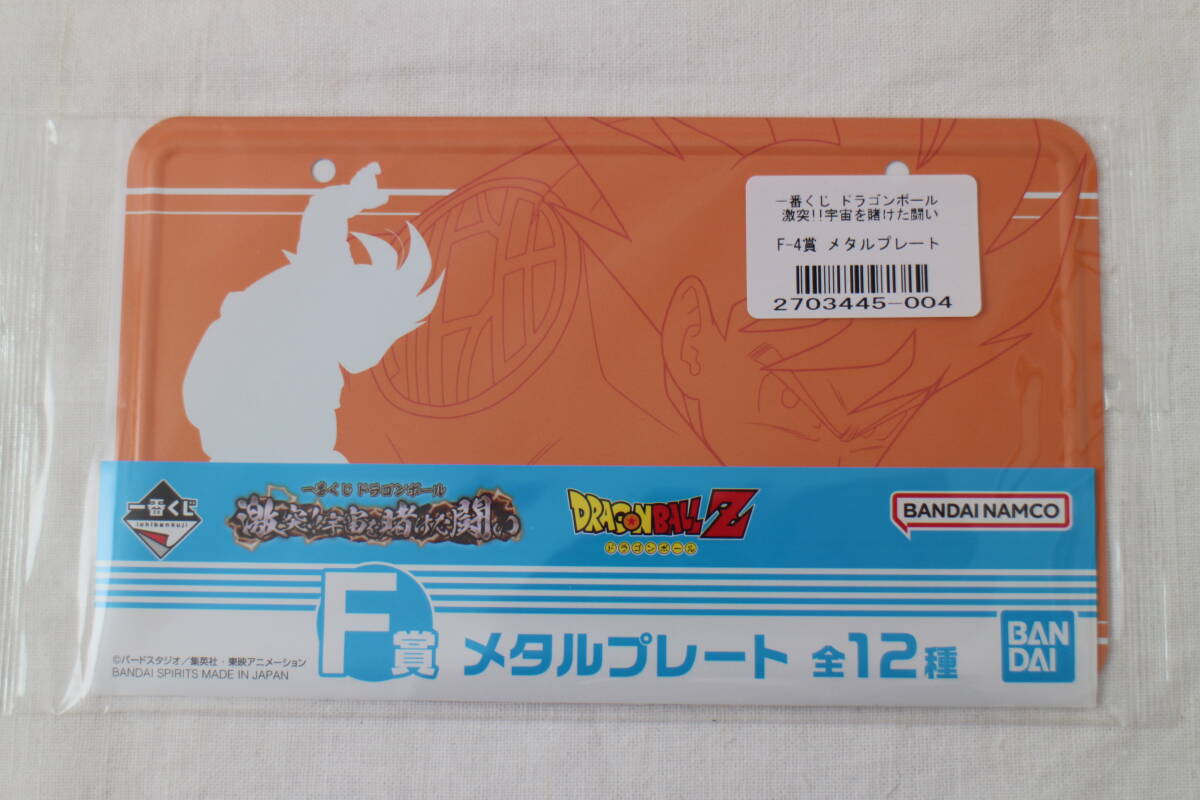 一番くじ ドラゴンボール
激突!!宇宙を賭けた闘い
F-4賞 メタルプレート
2703445-004
一番くじ
ichibankuji
一番くじ ドラゴンボール
激突!!宇宙を賭けた闘い
DRAGON BALL Z
ドラゴンボール
BANDAI NAMCO
F賞 メタルプレート 全12種
BAN
DAI
©バードスタジオ／集英社・東映アニメーション
BANDAI SPIRITS MADE IN JAPAN